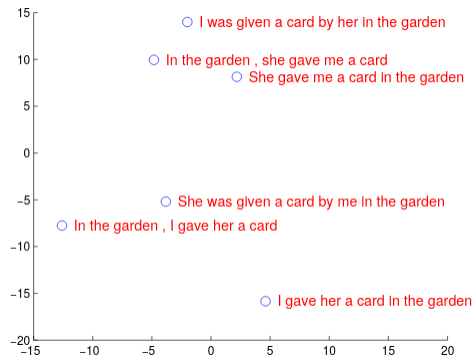 15
I was given a card by her in the garden
10
In the garden , she gave me a card
She gave me a card in the garden
5
0
−5
She was given a card by me in the garden
In the garden , I gave her a card
−10
−15
I gave her a card in the garden
−20
−15 −10 −5 0 5 10 15 20